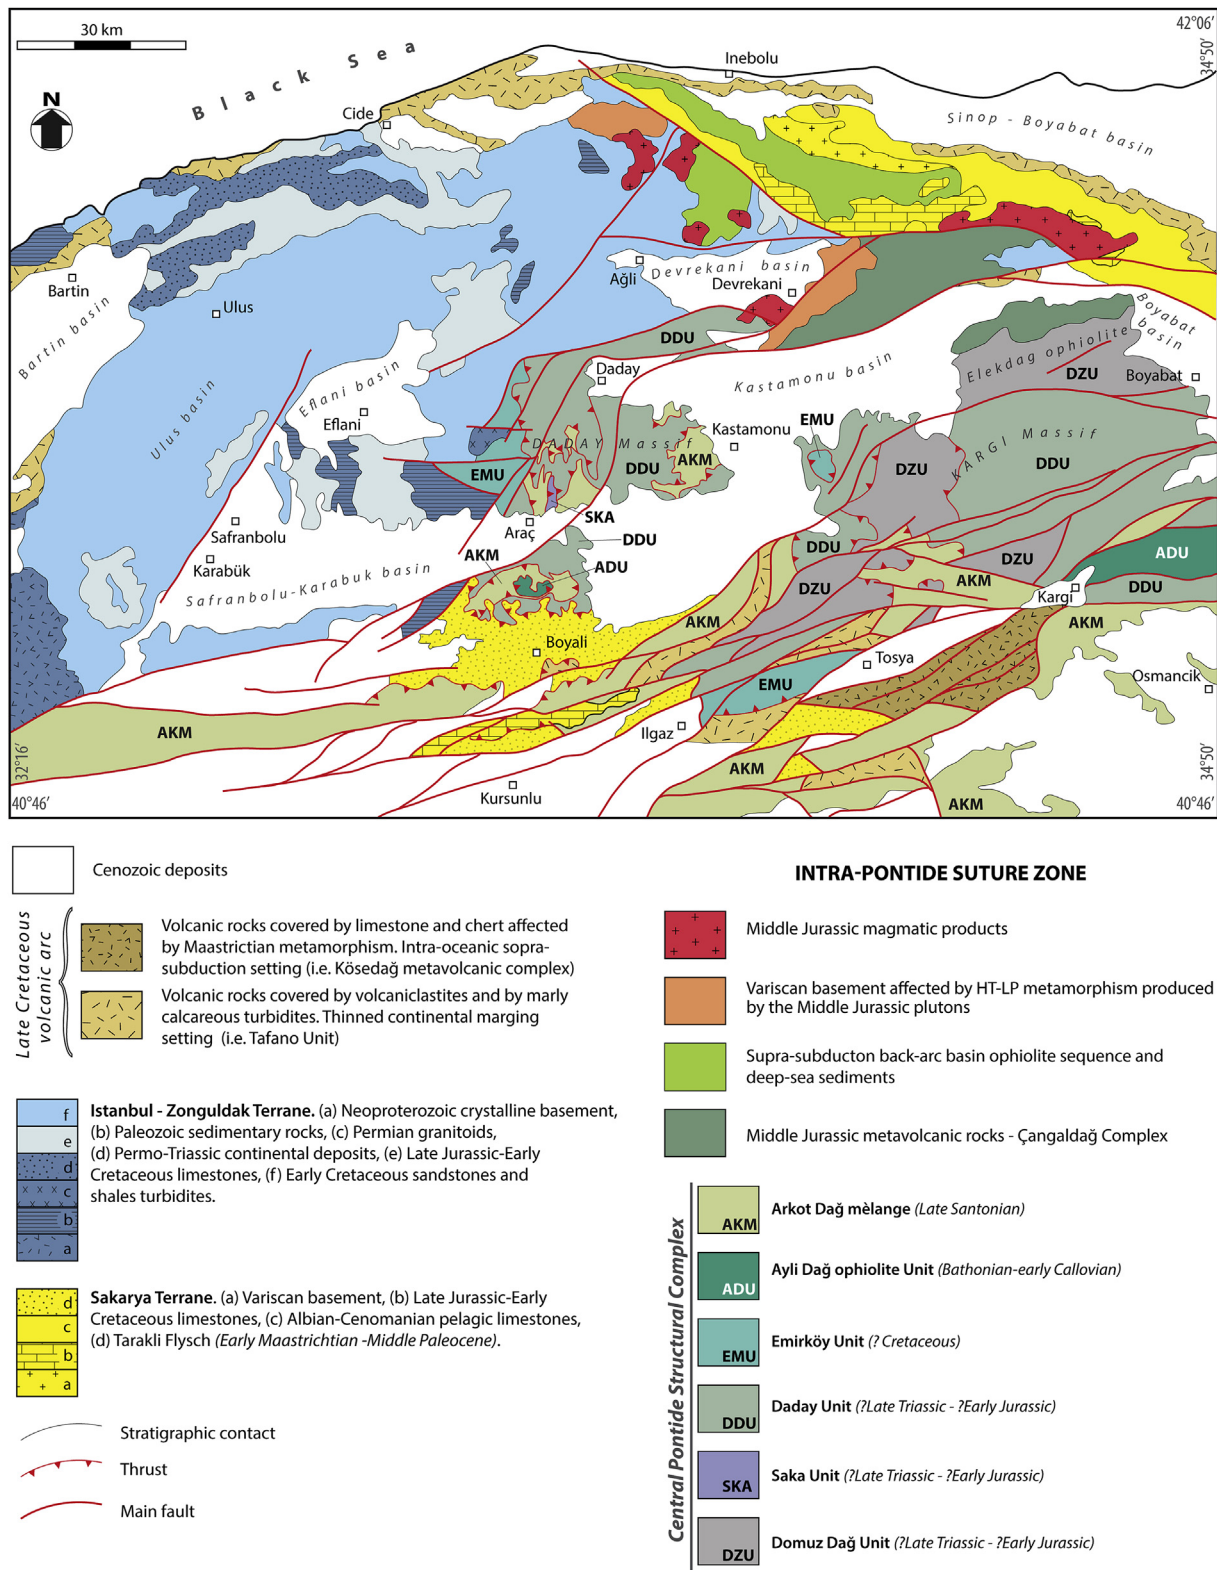 30 km
42°06′
34°50′
Black Sea
Inebolu
N
Cide
Sinop - Boyabat basin
Bartin
Ağli
Devrekani basin
Devrekani
Ulus
Bartin basin
Boyabat basin
DDU
Elekdag ophiolite
DZU
Boyabat
Daday
Kastamonu basin
Eflani basin
Eflani
Ulus basin
EMU
Kastamonu
DADAY Massif
DDU
AKM
KARGI Massif
DZU
DDU
EMU
SKA
Araç
Safranbolu
DDU
AKM
ADU
Karabük
DDU
DZU
ADU
Safranbolu-Karabuk basin
DZU
AKM
DDU
Kargi
AKM
AKM
Boyali
Tosya
Osmancik
EMU
AKM
Ilgaz
32°16′
AKM
34°50′
Kursunlu
40°46′
AKM
40°46′
Cenozoic deposits
Late Cretaceous
volcanic arc
Volcanic rocks covered by limestone and chert affected
by Maastrictian metamorphism. Intra-oceanic sopra-
subduction setting (i.e. Kösedağ metavolcanic complex)
Volcanic rocks covered by volcaniclastites and by marly
calcareous turbidites. Thinned continental marging
setting (i.e. Tafano Unit)
f
e
d
c
b
a
Istanbul - Zonguldak Terrane. (a) Neoproterozoic crystalline basement,
(b) Paleozoic sedimentary rocks, (c) Permian granitoids,
(d) Permo-Triassic continental deposits, (e) Late Jurassic-Early
Cretaceous limestones, (f) Early Cretaceous sandstones and
shales turbidites.
d
c
b
a
Sakarya Terrane. (a) Variscan basement, (b) Late Jurassic-Early
Cretaceous limestones, (c) Albian-Cenomanian pelagic limestones,
(d) Tarakli Flysch (Early Maastrichtian -Middle Paleocene).
Stratigraphic contact
Thrust
Main fault
INTRA-PONTIDE SUTURE ZONE
Middle Jurassic magmatic products
Variscan basement affected by HT-LP metamorphism produced
by the Middle Jurassic plutons
Supra-subducton back-arc basin ophiolite sequence and
deep-sea sediments
Middle Jurassic metavolcanic rocks - Çangaldağ Complex
Central Pontide Structural Complex
AKM
Arkot Dağ mèlange (Late Santonian)
ADU
Ayli Dağ ophiolite Unit (Bathonian-early Callovian)
EMU
Emirköy Unit (? Cretaceous)
DDU
Daday Unit (?Late Triassic - ?Early Jurassic)
SKA
Saka Unit (?Late Triassic - ?Early Jurassic)
DZU
Domuz Dağ Unit (?Late Triassic - ?Early Jurassic)